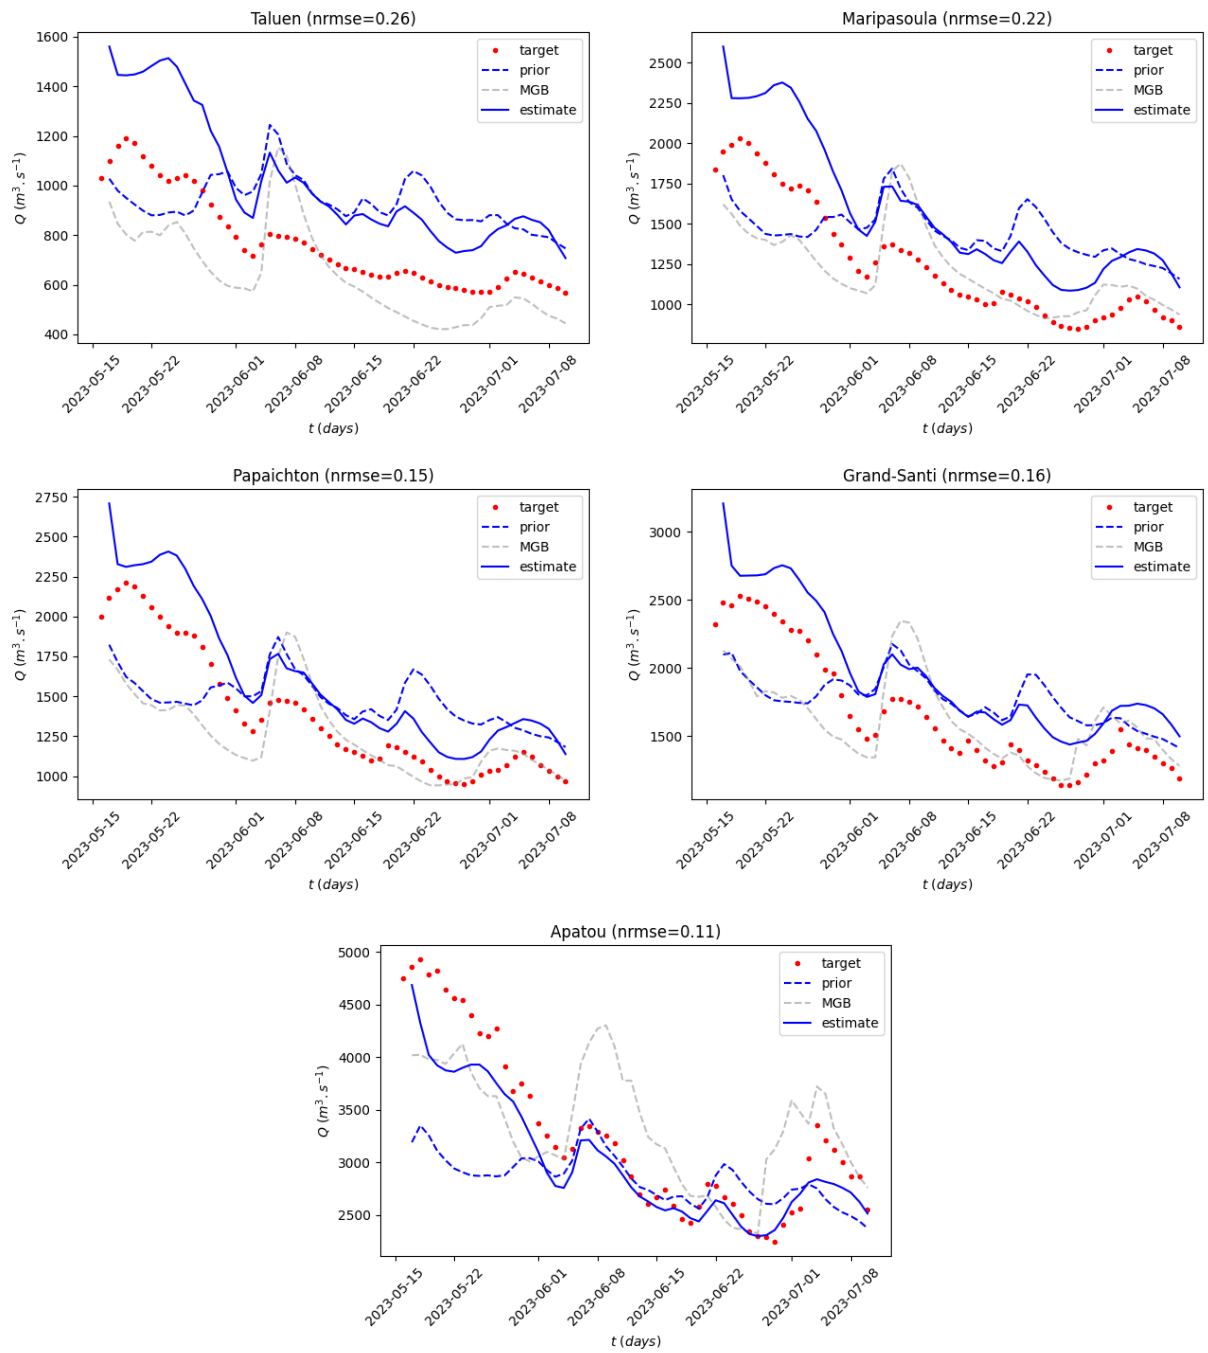 Taluen (nrmse=0.26)
1600
1400
1200
1000
800
600
400
Q (m³.s⁻¹)
target
prior
MGB
estimate
2023-05-15
2023-05-22
2023-06-01
2023-06-08
2023-06-15
2023-06-22
2023-07-01
2023-07-08
t (days)
Maripasoula (nrmse=0.22)
2500
2250
2000
1750
1500
1250
1000
Q (m³.s⁻¹)
target
prior
MGB
estimate
2023-05-15
2023-05-22
2023-06-01
2023-06-08
2023-06-15
2023-06-22
2023-07-01
2023-07-08
t (days)
Papaichton (nrmse=0.15)
2750
2500
2250
2000
1750
1500
1250
1000
Q (m³.s⁻¹)
target
prior
MGB
estimate
2023-05-15
2023-05-22
2023-06-01
2023-06-08
2023-06-15
2023-06-22
2023-07-01
2023-07-08
t (days)
Grand-Santi (nrmse=0.16)
3000
2500
2000
1500
Q (m³.s⁻¹)
target
prior
MGB
estimate
2023-05-15
2023-05-22
2023-06-01
2023-06-08
2023-06-15
2023-06-22
2023-07-01
2023-07-08
t (days)
Apatou (nrmse=0.11)
5000
4500
4000
3500
3000
2500
Q (m³.s⁻¹)
target
prior
MGB
estimate
2023-05-15
2023-05-22
2023-06-01
2023-06-08
2023-06-15
2023-06-22
2023-07-01
2023-07-08
t (days)